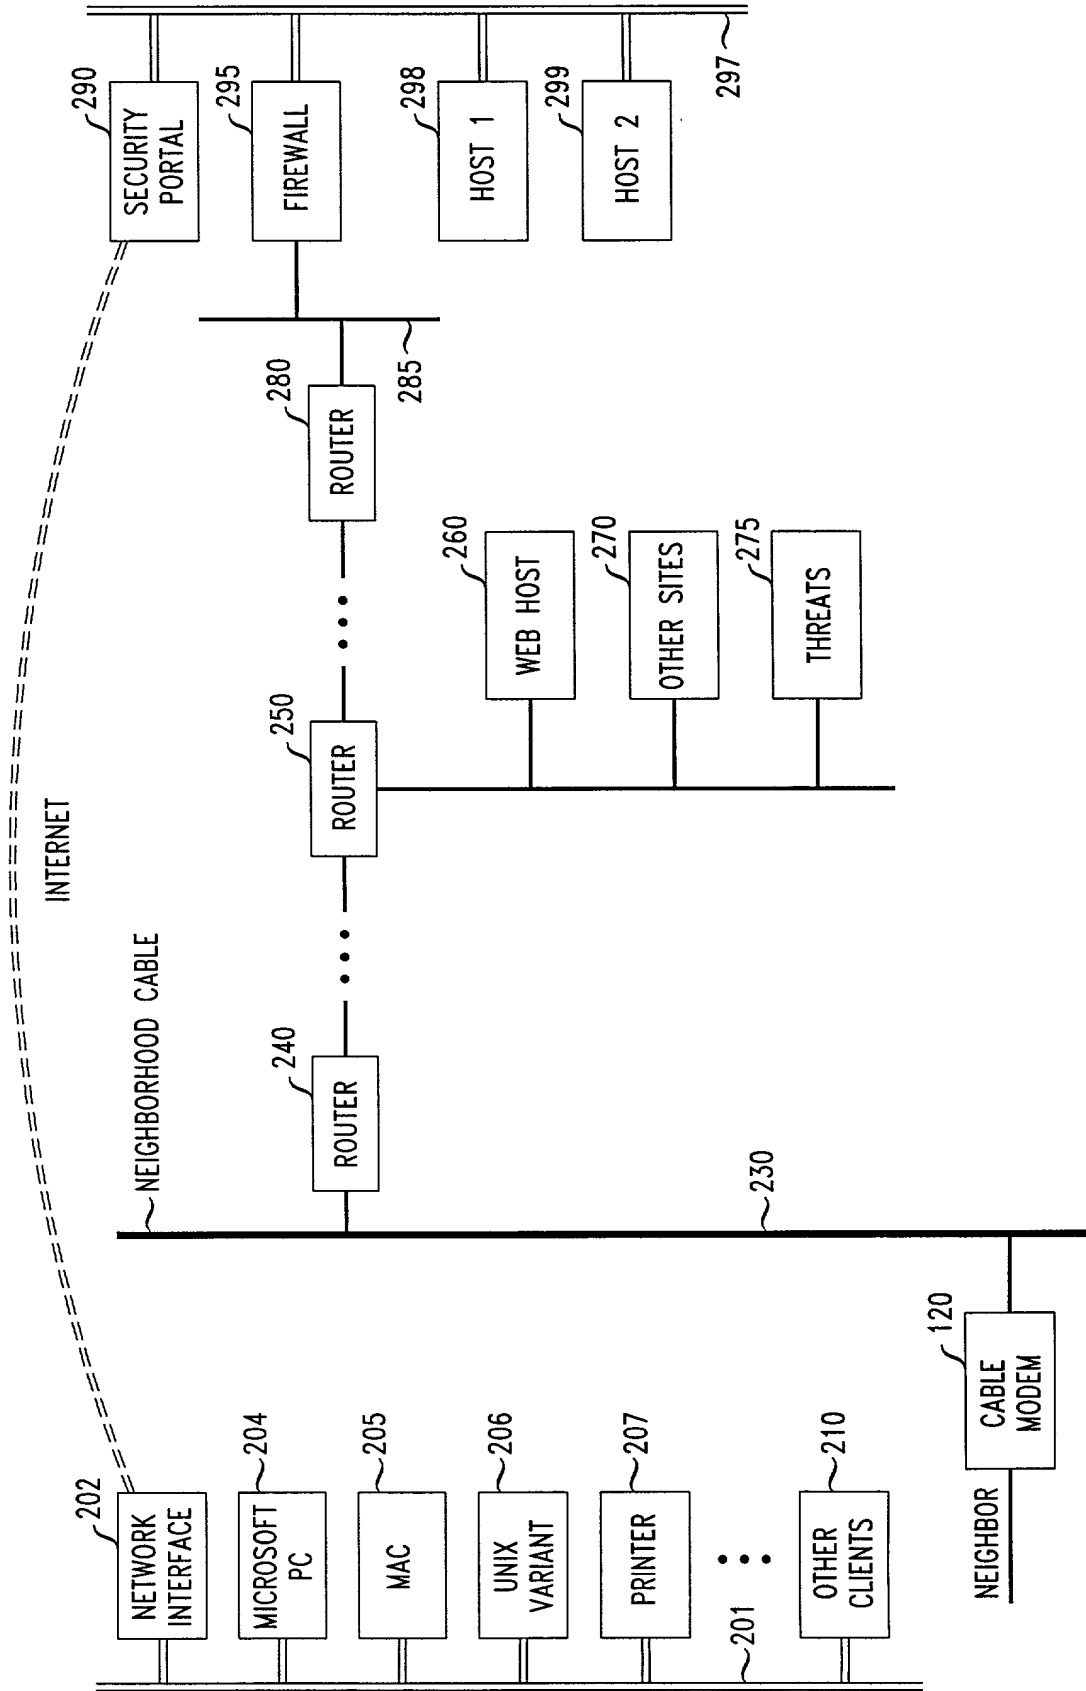 INTERNET
NEIGHBORHOOD CABLE
202
NETWORK
INTERFACE
204
MICROSOFT
PC
205
MAC
206
UNIX
VARIANT
207
PRINTER
210
OTHER
CLIENTS
201
NEIGHBOR
120
CABLE
MODEM
230
240
ROUTER
250
ROUTER
260
WEB HOST
270
OTHER SITES
275
THREATS
280
ROUTER
285
290
SECURITY
PORTAL
295
FIREWALL
298
HOST 1
299
HOST 2
297